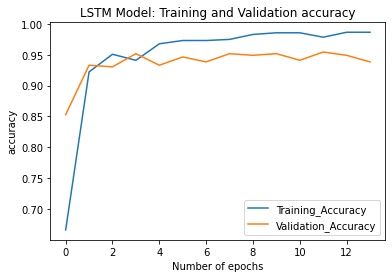 LSTM Model: Training and Validation accuracy
1.00
0.95
0.90
0.85
0.80
0.75
0.70
accuracy
Training_Accuracy
Validation_Accuracy
0 2 4 6 8 10 12
Number of epochs